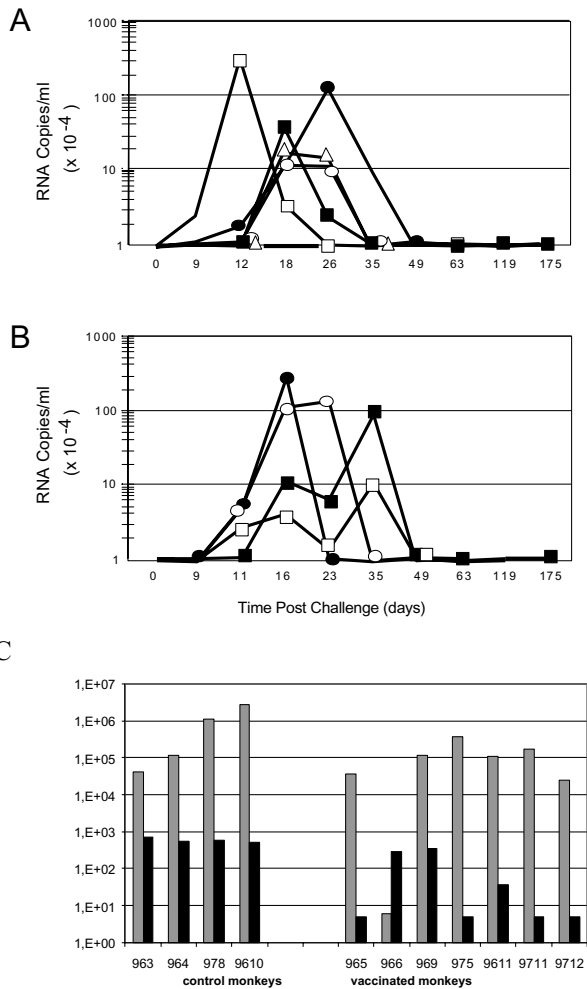 A
RNA Copies/ml
(x 10 -4)
1000
100
10
1
0 9 12 18 26 35 49 63 119 175
B
RNA Copies/ml
(x 10 -4)
1000
100
10
1
0 9 11 16 23 35 49 63 119 175
Time Post Challenge (days)
C
1,E+07
1,E+06
1,E+05
1,E+04
1,E+03
1,E+02
1,E+01
1,E+00
963 964 978 9610 965 966 969 975 9611 9711 9712
control monkeys vaccinated monkeys